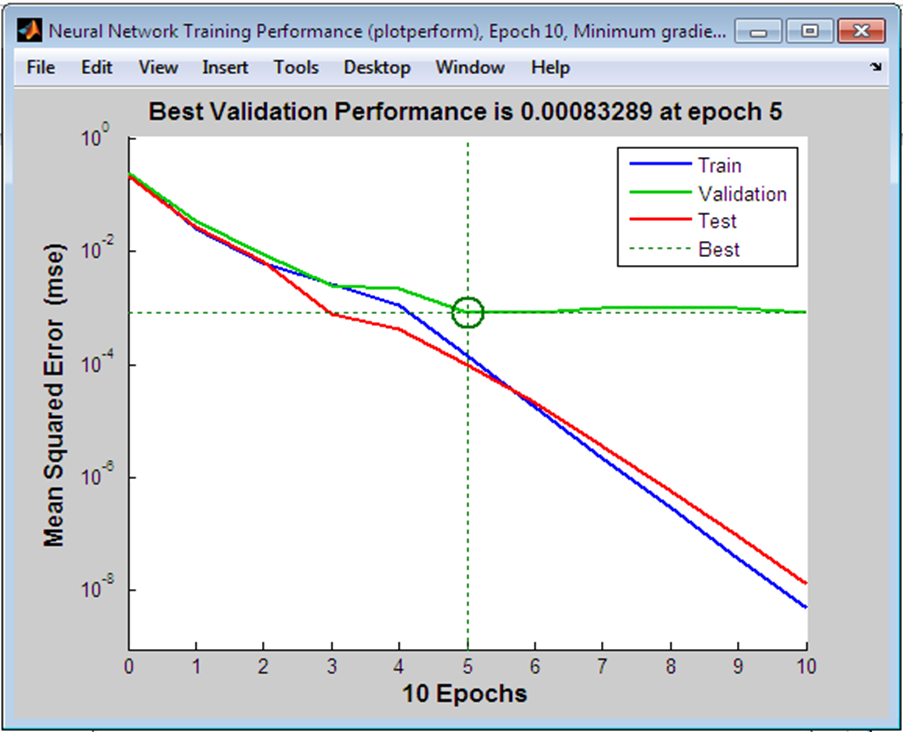 Neural Network Training Performance (plotperform), Epoch 10, Minimum gradie...
File Edit View Insert Tools Desktop Window Help
Best Validation Performance is 0.00083289 at epoch 5
Mean Squared Error (mse)
10^0
10^-2
10^-4
10^-6
10^-8
Train
Validation
Test
Best
0 1 2 3 4 5 6 7 8 9 10
10 Epochs